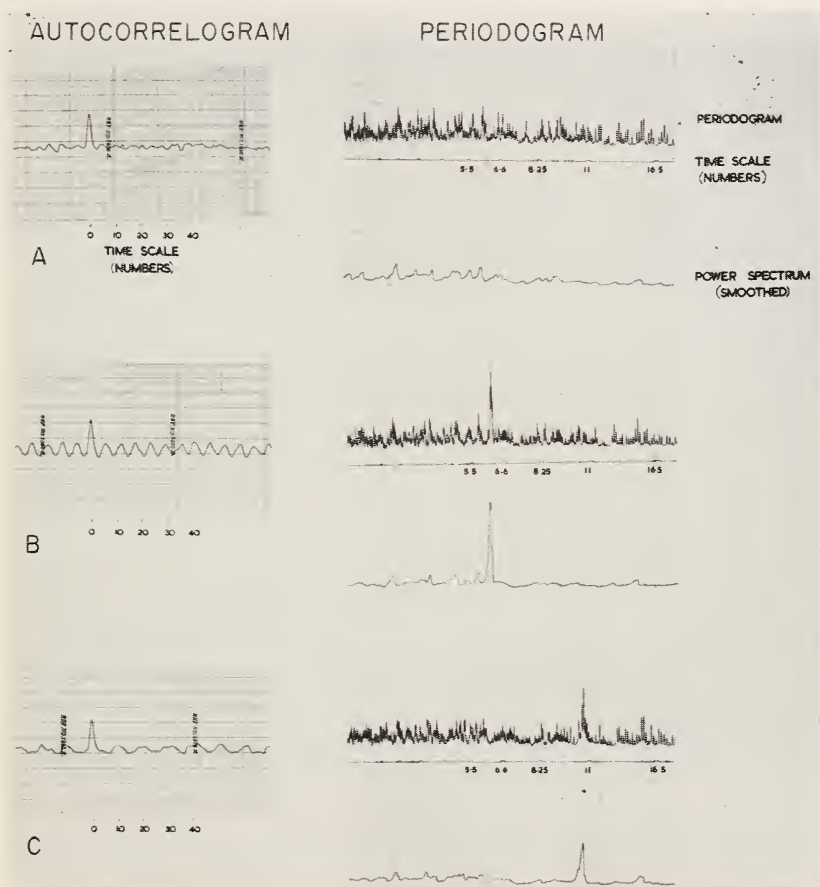 AUTOCORRELOGRAM
PERIODOGRAM
PERIODOGRAM
TIME SCALE
(NUMBERS)
5·5 6·6 8·25 11 16·5
0 10 20 30 40
A
TIME SCALE
(NUMBERS)
POWER SPECTRUM
(SMOOTHED)
5·5 6·6 8·25 11 16·5
0 10 20 30 40
B
5·5 6·6 8·25 11 16·5
0 10 20 30 40
C